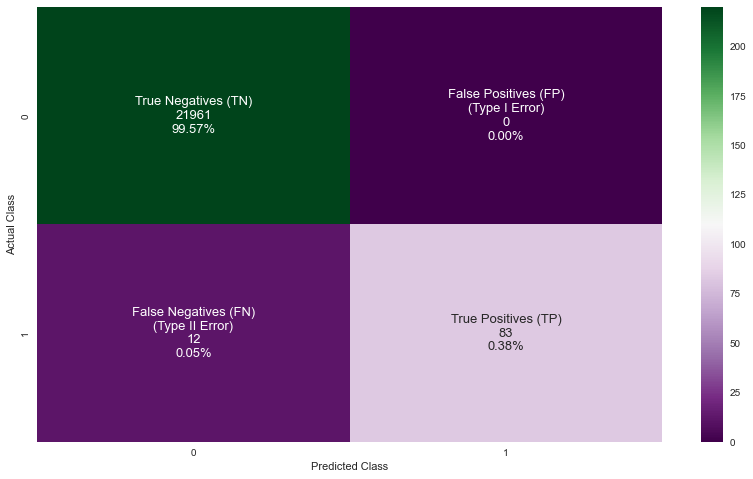 True Negatives (TN)
21961
99.57%
False Positives (FP)
(Type I Error)
0
0.00%
False Negatives (FN)
(Type II Error)
12
0.05%
True Positives (TP)
83
0.38%
0
1
Actual Class
0
1
Predicted Class
200
175
150
125
100
75
50
25
0